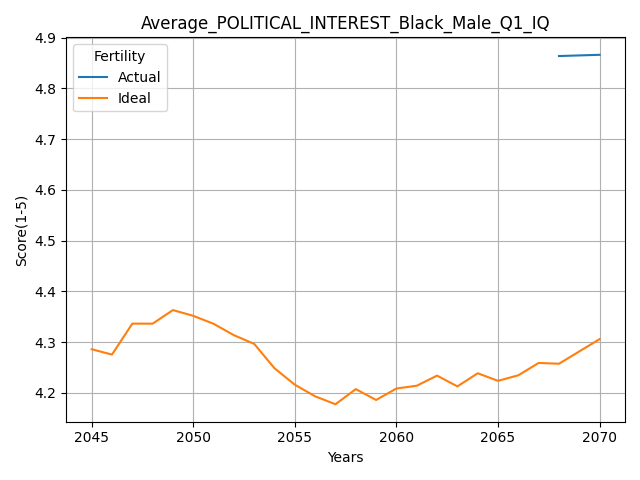 Average_POLITICAL_INTEREST_Black_Male_Q1_IQ
Fertility
Actual
Ideal
Score(1-5)
4.9
4.8
4.7
4.6
4.5
4.4
4.3
4.2
2045 2050 2055 2060 2065 2070
Years